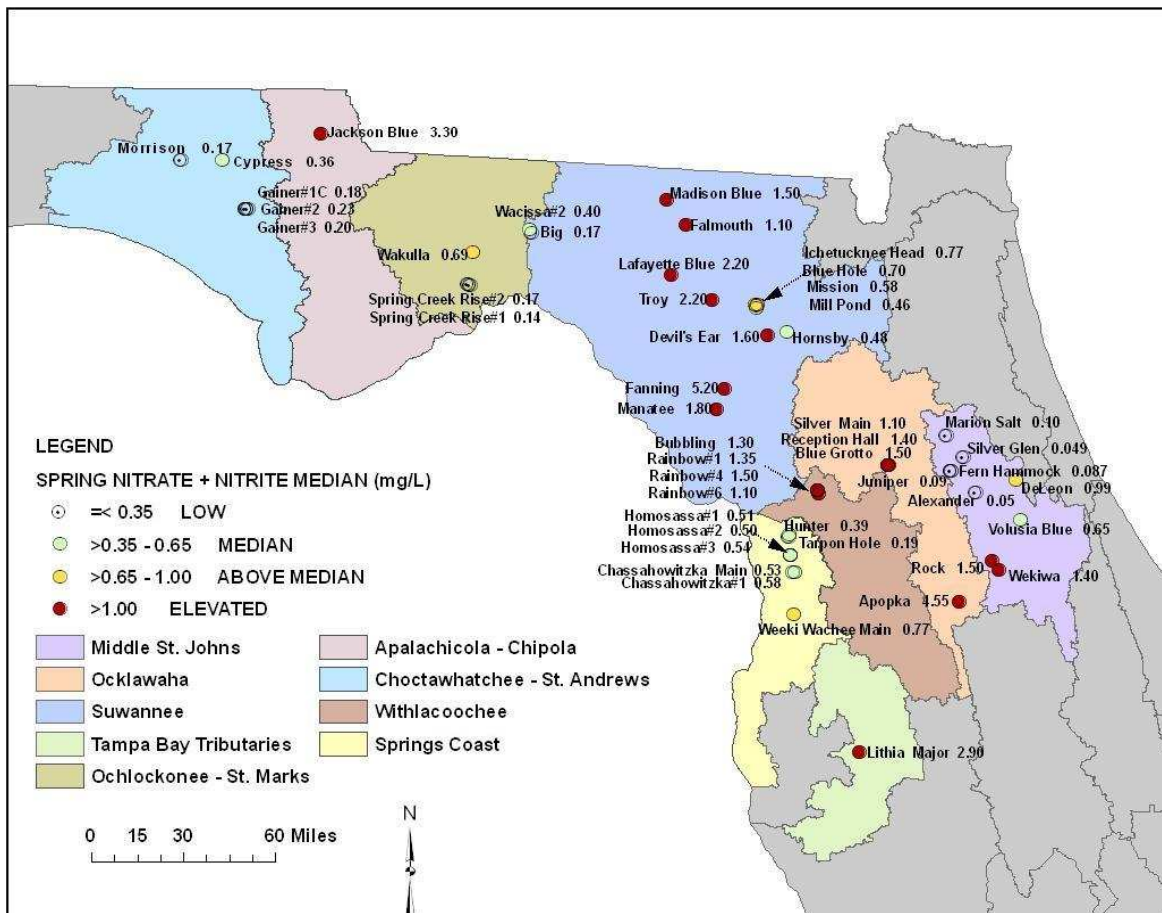 Jackson Blue 3.30
Morrison 0.17
Cypress 0.36
Gainer#1C 0.18
Gainer#2 0.23
Gainer#3 0.20
Wacissa#2 0.40
Big 0.17
Wakulla 0.69
Spring Creek Rise#2 0.17
Spring Creek Rise#1 0.14
Madison Blue 1.50
Falmouth 1.10
Ichetucknee Head 0.77
Blue Hole 0.70
Mission 0.58
Mill Pond 0.46
Lafayette Blue 2.20
Troy 2.20
Devil's Ear 1.60
Hornsby 0.48
Fanning 5.20
Manatee 1.80
Silver Main 1.10
Reception Hall 1.40
Blue Grotto 1.50
Bubbling 1.30
Rainbow#1 1.35
Rainbow#4 1.50
Rainbow#6 1.10
Marion Salt 0.10
Silver Glen 0.049
Fern Hammock 0.087
Juniper 0.09
DeLeon 0.99
Alexander 0.05
Volusia Blue 0.65
Homosassa#1 0.51
Homosassa#2 0.50
Homosassa#3 0.54
Hunter 0.39
Tarpon Hole 0.19
Chassahowitzka Main 0.53
Chassahowitzka#1 0.58
Rock 1.50
Wekiwa 1.40
Apopka 4.55
Weeki Wachee Main 0.77
Lithia Major 2.90
LEGEND
SPRING NITRATE + NITRITE MEDIAN (mg/L)
=< 0.35 LOW
>0.35 - 0.65 MEDIAN
>0.65 - 1.00 ABOVE MEDIAN
>1.00 ELEVATED
Middle St. Johns
Ocklawaha
Suwannee
Tampa Bay Tributaries
Ochlockonee - St. Marks
Apalachicola - Chipola
Choctawhatchee - St. Andrews
Withlacoochee
Springs Coast
0 15 30 60 Miles
N